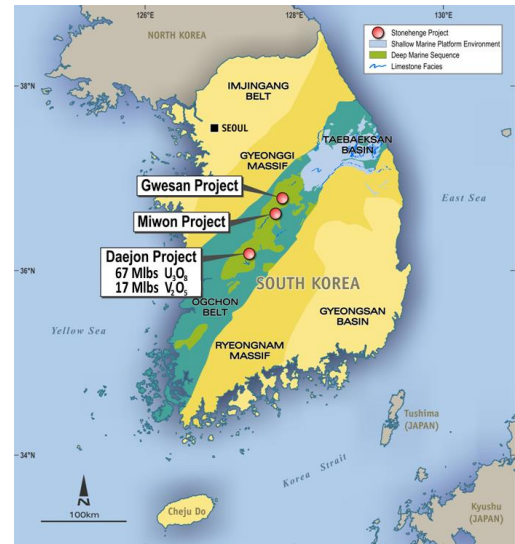 126°E
128°E
NORTH KOREA
Stonehenge Project
Shallow Marine Platform Environment
Deep Marine Sequence
Limestone Facies
38°N
IMJINGANG
BELT
SEOUL
TAEBAEKSAN
BASIN
GYEONGGI
MASSIF
Gwesan Project
East Sea
Miwon Project
Daejon Project
67 Mlbs U₃O₈
17 Mlbs V₂O₅
36°N
SOUTH KOREA
OGCHON
BELT
GYEONGSAN
BASIN
Yellow Sea
RYEONGNAM
MASSIF
Tushima
(JAPAN)
34°N
Korea Strait
N
100km
Cheju Do
Kyushu
(JAPAN)